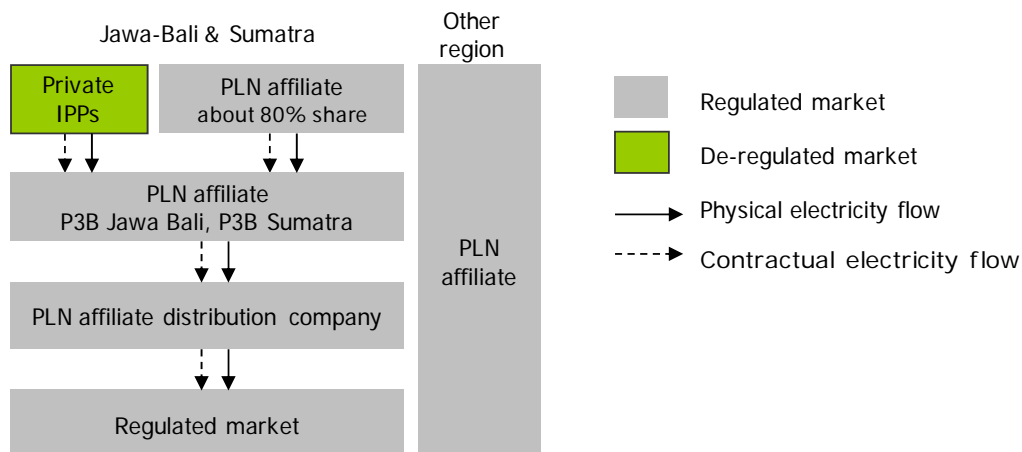 Jawa-Bali & Sumatra
Other
region
Private
IPPs
PLN affiliate
about 80% share
PLN affiliate
P3B Jawa Bali, P3B Sumatra
PLN affiliate distribution company
Regulated market
PLN
affiliate
Regulated market
De-regulated market
Physical electricity flow
Contractual electricity flow